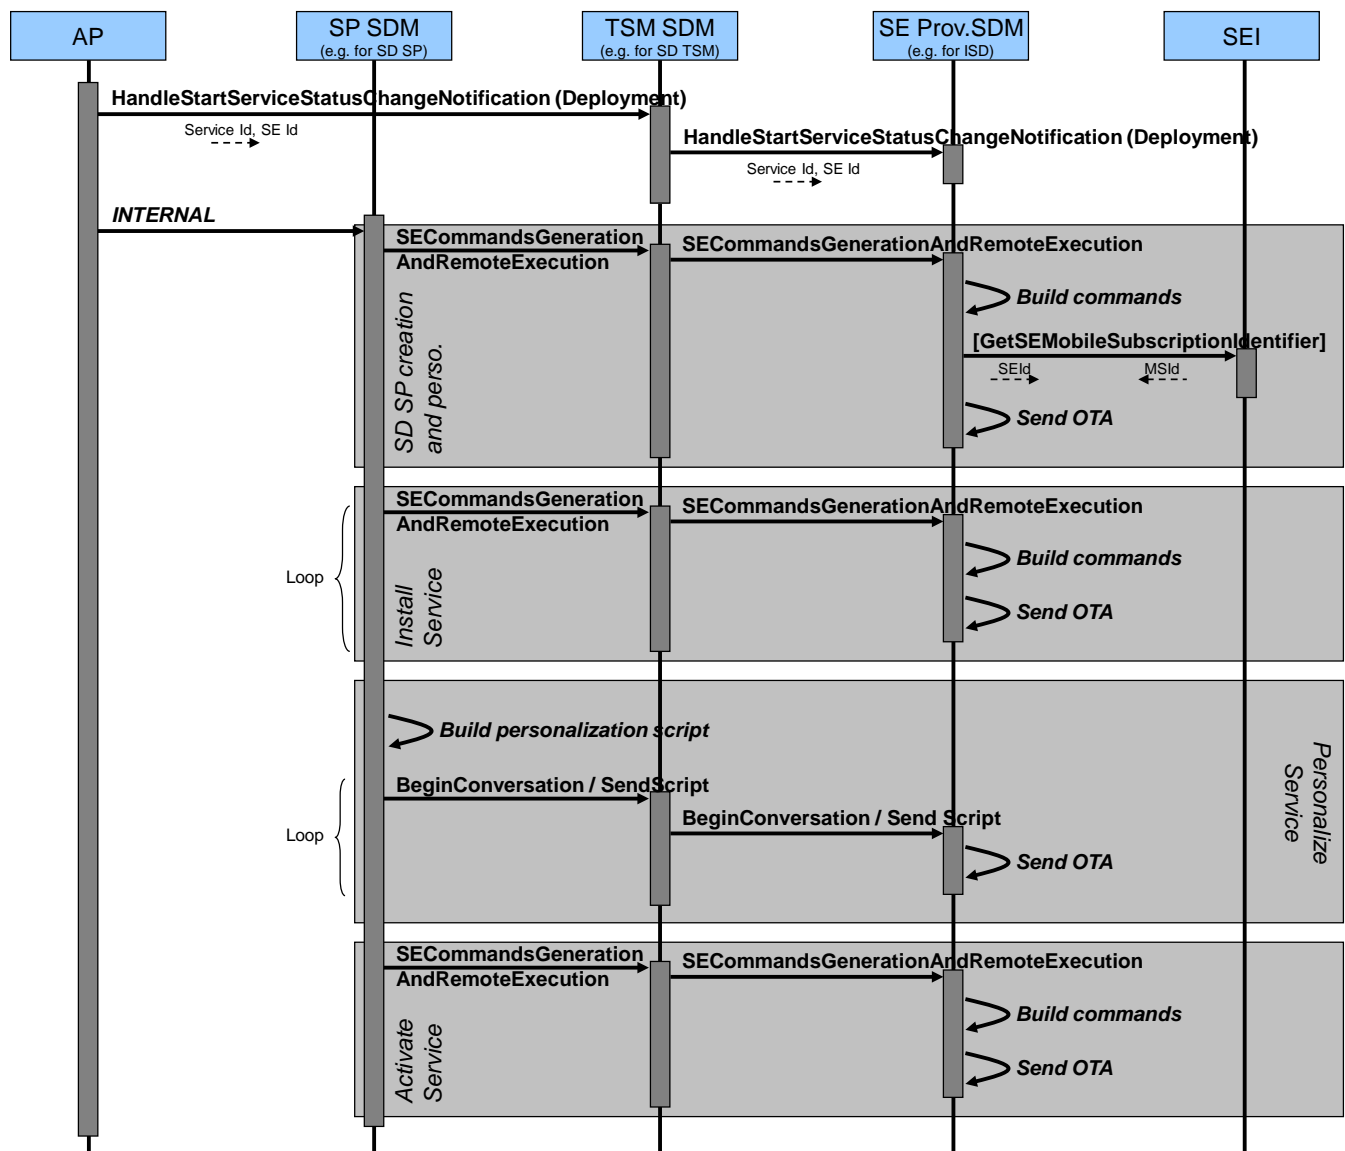 AP
SP SDM
(e.g. for SD SP)
TSM SDM
(e.g. for SD TSM)
SE Prov.SDM
(e.g. for ISD)
SEI
HandleStartServiceStatusChangeNotification (Deployment)
Service Id, SE Id
HandleStartServiceStatusChangeNotification (Deployment)
Service Id, SE Id
INTERNAL
SECommandsGeneration
AndRemoteExecution
SECommandsGenerationAndRemoteExecution
Build commands
[GetSEMobileSubscriptionIdentifier]
SEId
MSId
Send OTA
SD SP creation
and perso.
SECommandsGeneration
AndRemoteExecution
SECommandsGenerationAndRemoteExecution
Build commands
Loop
Send OTA
Install
Service
Build personalization script
BeginConversation / SendScript
BeginConversation / Send Script
Loop
Send OTA
Personalize
Service
SECommandsGeneration
AndRemoteExecution
SECommandsGenerationAndRemoteExecution
Build commands
Send OTA
Activate
Service